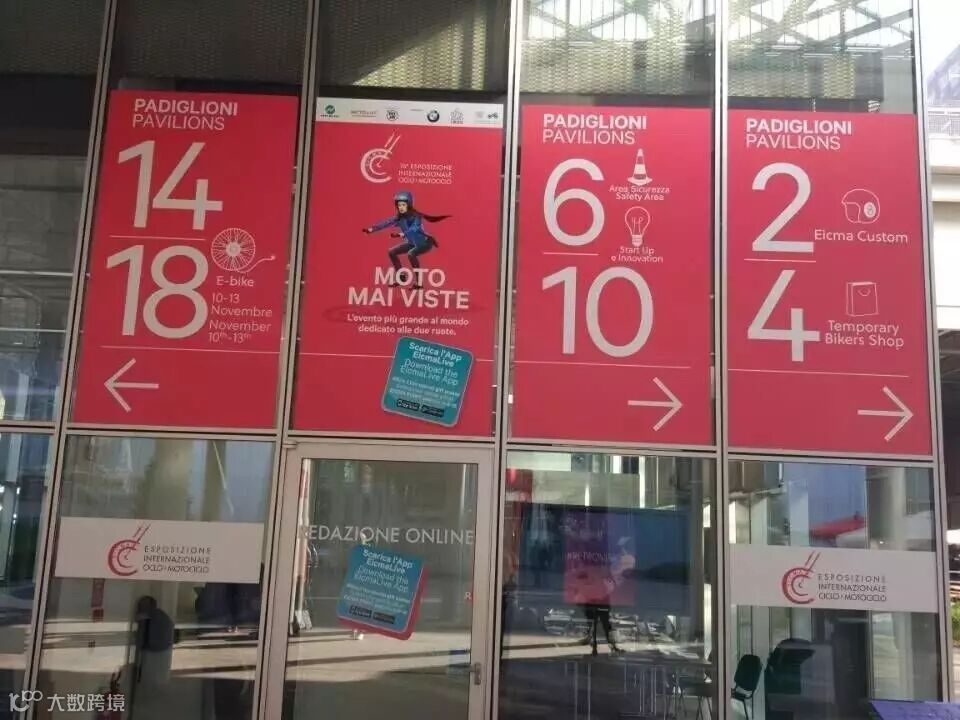 PADIGLIONI
PAVILIONS
14
18
E-bike
10-13
Novembre
November
10th-13th
ESPOSIZIONE
INTERNAZIONALE
CICLO E MOTOCICLO
MOTO
MAI VISTE
L'evento più grande al mondo
dedicato alle due ruote.
Scarica l'App
EicmaLive
Download the
EicmaLive App
PADIGLIONI
PAVILIONS
6
Area Sicurezza
Safety Area
Start Up
e Innovation
10
PADIGLIONI
PAVILIONS
2
Eicma Custom
4
Temporary
Bikers Shop
ESPOSIZIONE
INTERNAZIONALE
CICLO E MOTOCICLO
REDAZIONE ONLINE
Scarica l'App
EicmaLive
Download the
EicmaLive App
ESPOSIZIONE
INTERNAZIONALE
CICLO E MOTOCICLO
大数跨境